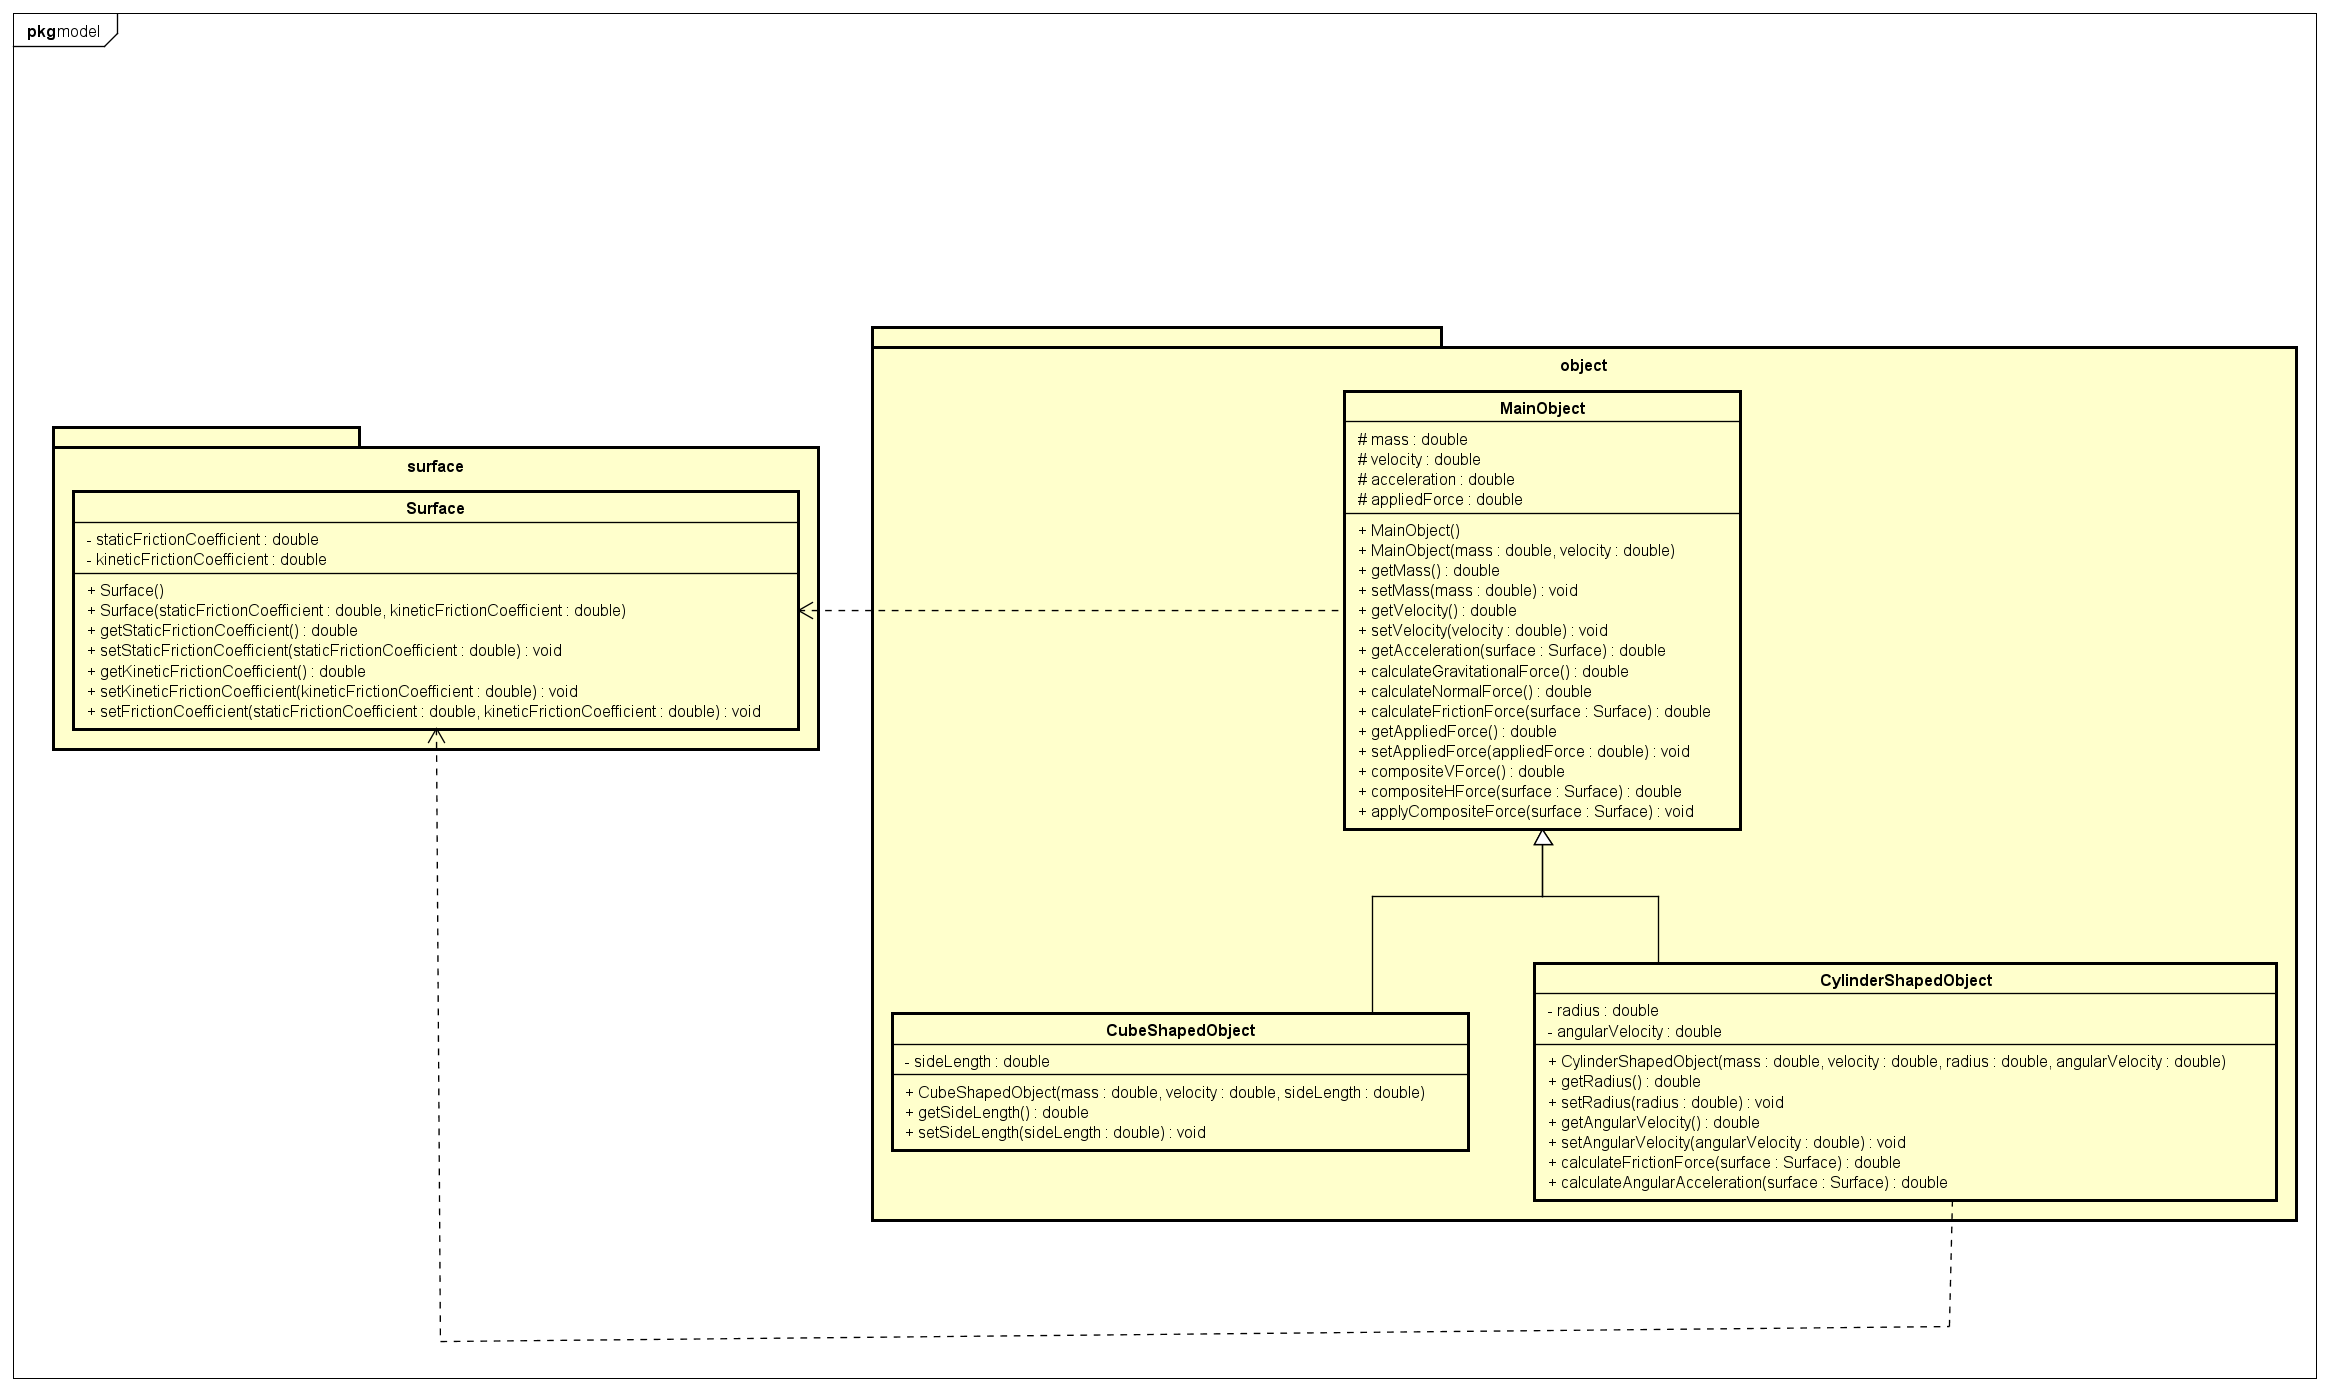 pkg model
surface
Surface
- staticFrictionCoefficient : double
- kineticFrictionCoefficient : double
+ Surface()
+ Surface(staticFrictionCoefficient : double, kineticFrictionCoefficient : double)
+ getStaticFrictionCoefficient() : double
+ setStaticFrictionCoefficient(staticFrictionCoefficient : double) : void
+ getKineticFrictionCoefficient() : double
+ setKineticFrictionCoefficient(kineticFrictionCoefficient : double) : void
+ setFrictionCoefficient(staticFrictionCoefficient : double, kineticFrictionCoefficient : double) : void
object
MainObject
# mass : double
# velocity : double
# acceleration : double
# appliedForce : double
+ MainObject()
+ MainObject(mass : double, velocity : double)
+ getMass() : double
+ setMass(mass : double) : void
+ getVelocity() : double
+ setVelocity(velocity : double) : void
+ getAcceleration(surface : Surface) : double
+ calculateGravitationalForce() : double
+ calculateNormalForce() : double
+ calculateFrictionForce(surface : Surface) : double
+ getAppliedForce() : double
+ setAppliedForce(appliedForce : double) : void
+ compositeVForce() : double
+ compositeHForce(surface : Surface) : double
+ applyCompositeForce(surface : Surface) : void
CubeShapedObject
- sideLength : double
+ CubeShapedObject(mass : double, velocity : double, sideLength : double)
+ getSideLength() : double
+ setSideLength(sideLength : double) : void
CylinderShapedObject
- radius : double
- angularVelocity : double
+ CylinderShapedObject(mass : double, velocity : double, radius : double, angularVelocity : double)
+ getRadius() : double
+ setRadius(radius : double) : void
+ getAngularVelocity() : double
+ setAngularVelocity(angularVelocity : double) : void
+ calculateFrictionForce(surface : Surface) : double
+ calculateAngularAcceleration(surface : Surface) : double